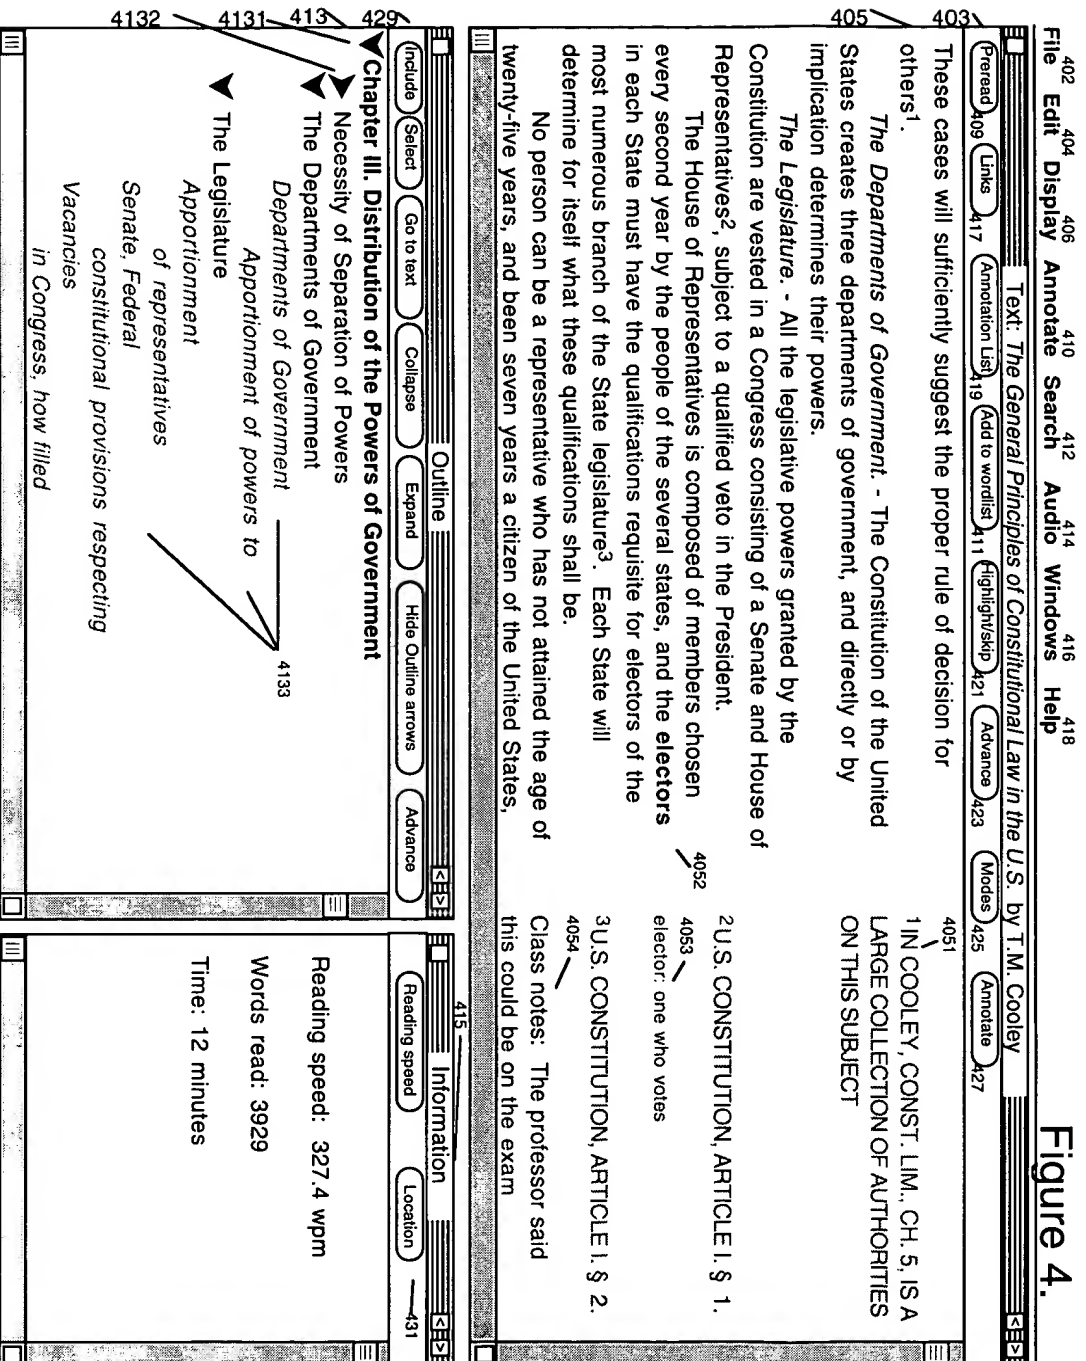 Figure 4.
402 404 406 410 412 414 416 418
File Edit Display Annotate Search Audio Windows Help
403
Text: The General Principles of Constitutional Law in the U.S. by T.M. Cooley
Preread 409 Links 417 Annotation List 419 Add to wordlist 411 Highlight/skip 421 Advance 423 Modes 425 Annotate 427
405
These cases will sufficiently suggest the proper rule of decision for
others1.
The Departments of Government. - The Constitution of the United
States creates three departments of government, and directly or by
implication determines their powers.
The Legislature. - All the legislative powers granted by the
Constitution are vested in a Congress consisting of a Senate and House of
Representatives2, subject to a qualified veto in the President.
The House of Representatives is composed of members chosen
every second year by the people of the several states, and the electors
in each State must have the qualifications requisite for electors of the
most numerous branch of the State legislature3. Each State will
determine for itself what these qualifications shall be.
No person can be a representative who has not attained the age of
twenty-five years, and been seven years a citizen of the United States,
4051
1IN COOLEY, CONST. LIM., CH. 5, IS A
LARGE COLLECTION OF AUTHORITIES
ON THIS SUBJECT
4052
2U.S. CONSTITUTION, ARTICLE I. § 1.
4053
elector: one who votes
3U.S. CONSTITUTION, ARTICLE I. § 2.
4054
Class notes: The professor said
this could be on the exam
429
Outline
Include Select Go to text Collapse Expand Hide Outline arrows Advance
413
4131
4132
Chapter III. Distribution of the Powers of Government
Necessity of Separation of Powers
The Departments of Government
Departments of Government
Apportionment of powers to
4133
The Legislature
Apportionment
of representatives
Senate, Federal
constitutional provisions respecting
Vacancies
in Congress, how filled
415
Information
Reading speed Location 431
Reading speed: 327.4 wpm
Words read: 3929
Time: 12 minutes